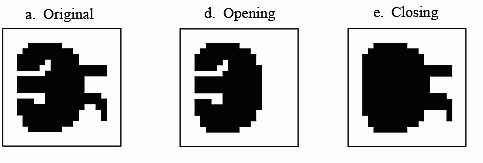 a. Original
d. Opening
e. Closing